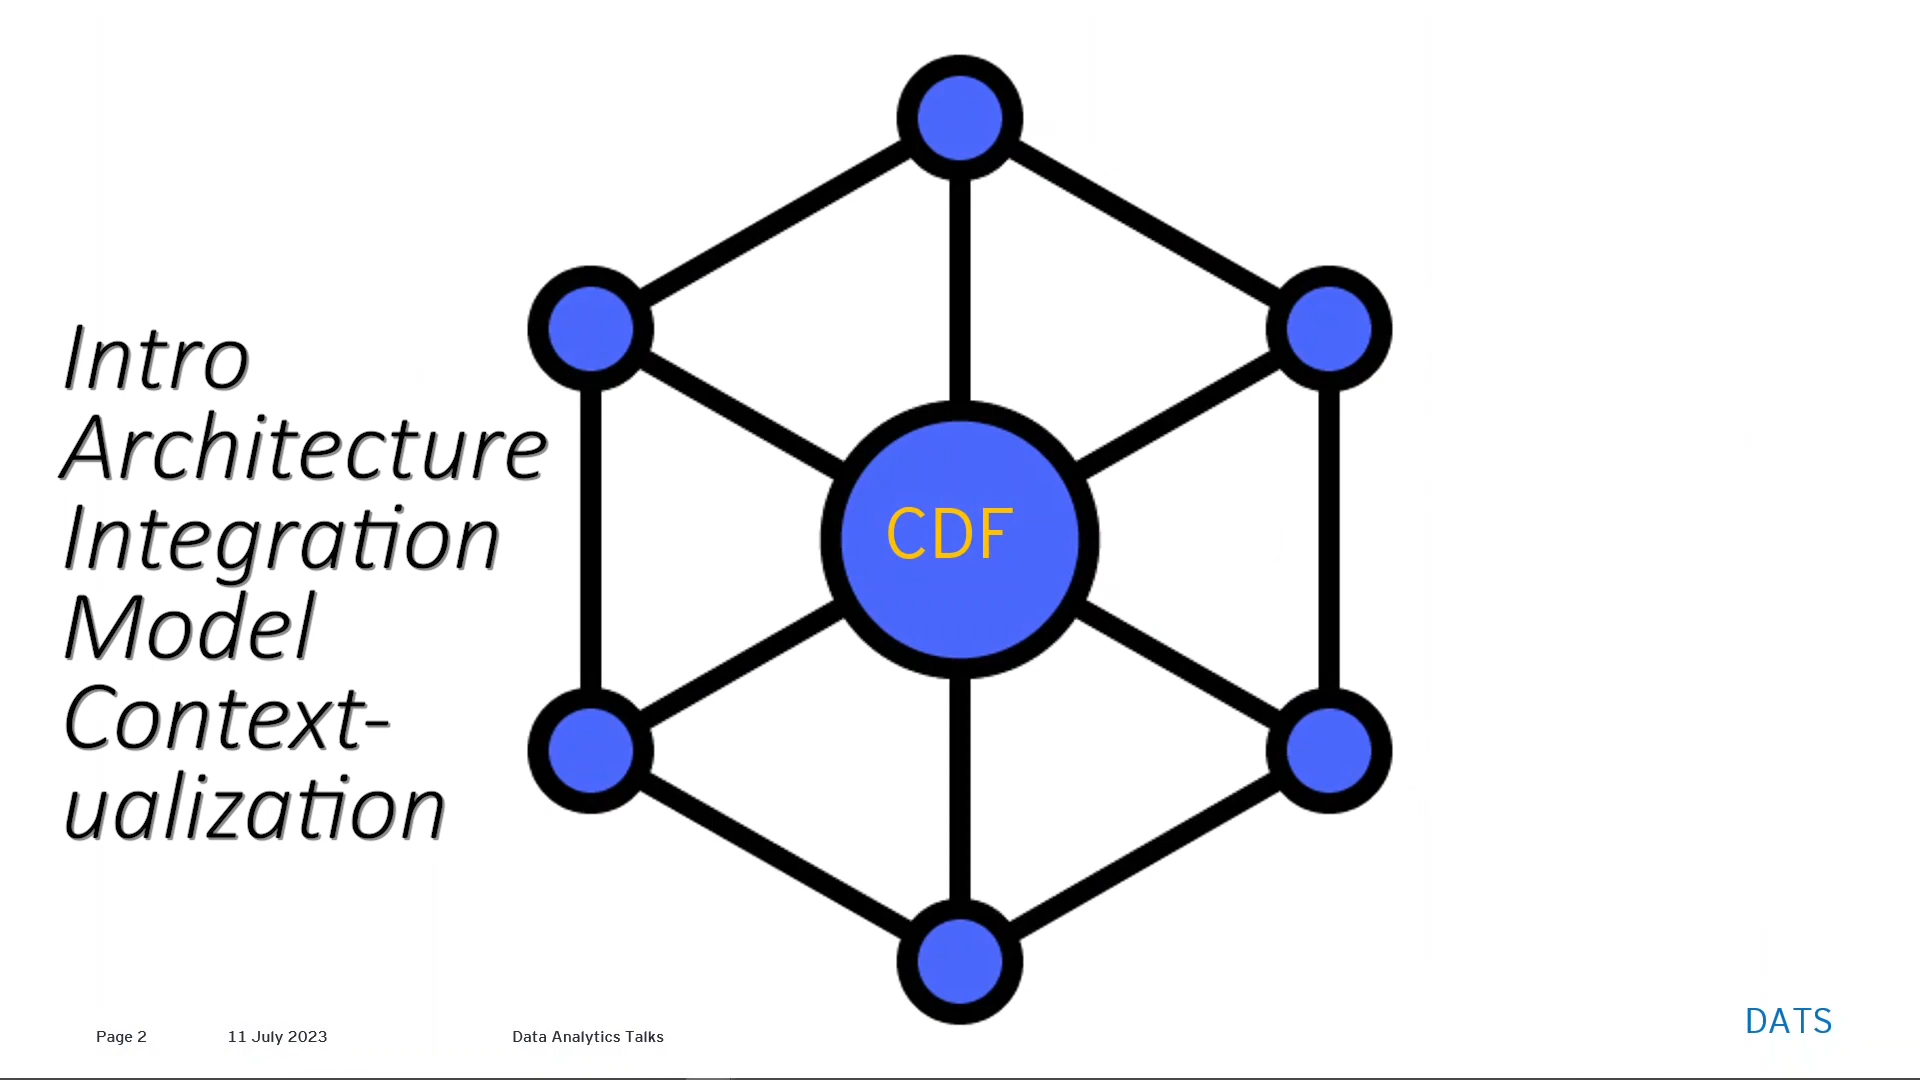 Intro
Architecture
Integration
Model
Context-
ualization
CDF
Page 2
11 July 2023
Data Analytics Talks
DATS